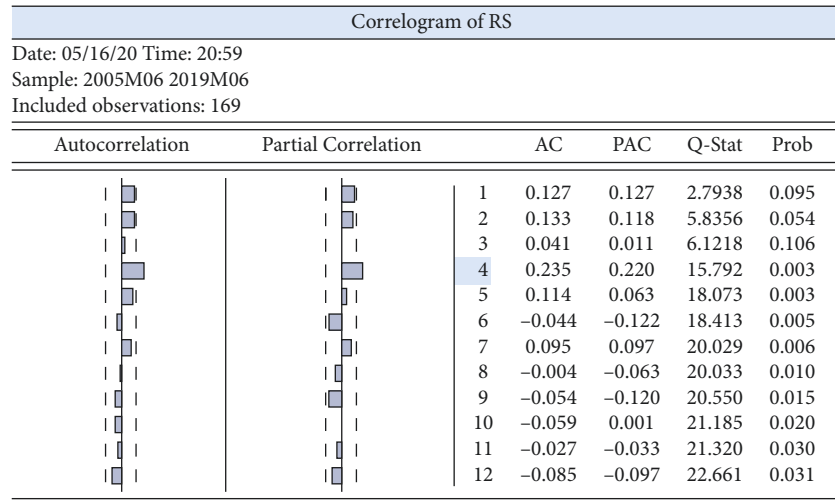 Correlogram of RS
Date: 05/16/20 Time: 20:59
Sample: 2005M06 2019M06
Included observations: 169
Autocorrelation Partial Correlation AC PAC Q-Stat Prob
1 0.127 0.127 2.7938 0.095
2 0.133 0.118 5.8356 0.054
3 0.041 0.011 6.1218 0.106
4 0.235 0.220 15.792 0.003
5 0.114 0.063 18.073 0.003
6 –0.044 –0.122 18.413 0.005
7 0.095 0.097 20.029 0.006
8 –0.004 –0.063 20.033 0.010
9 –0.054 –0.120 20.550 0.015
10 –0.059 0.001 21.185 0.020
11 –0.027 –0.033 21.320 0.030
12 –0.085 –0.097 22.661 0.031